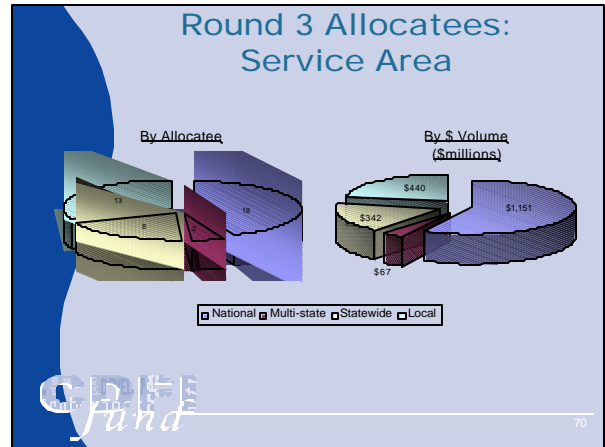 Round 3 Allocatees:
Service Area
By Allocatee
By $ Volume
($millions)
13
18
8
2
$440
$1,151
$342
$67
National Multi-state Statewide Local
fund
70